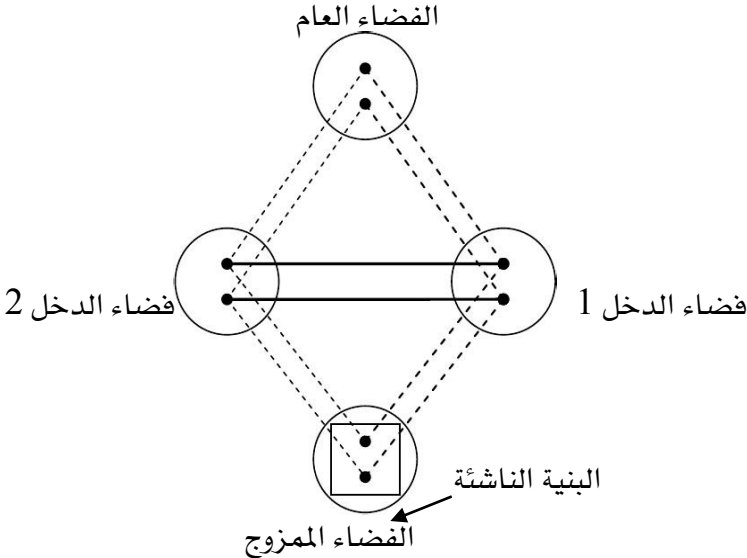 الفضاء العام
فضاء الدخل 1
فضاء الدخل 2
البنية الناشئة
الفضاء الممزوج